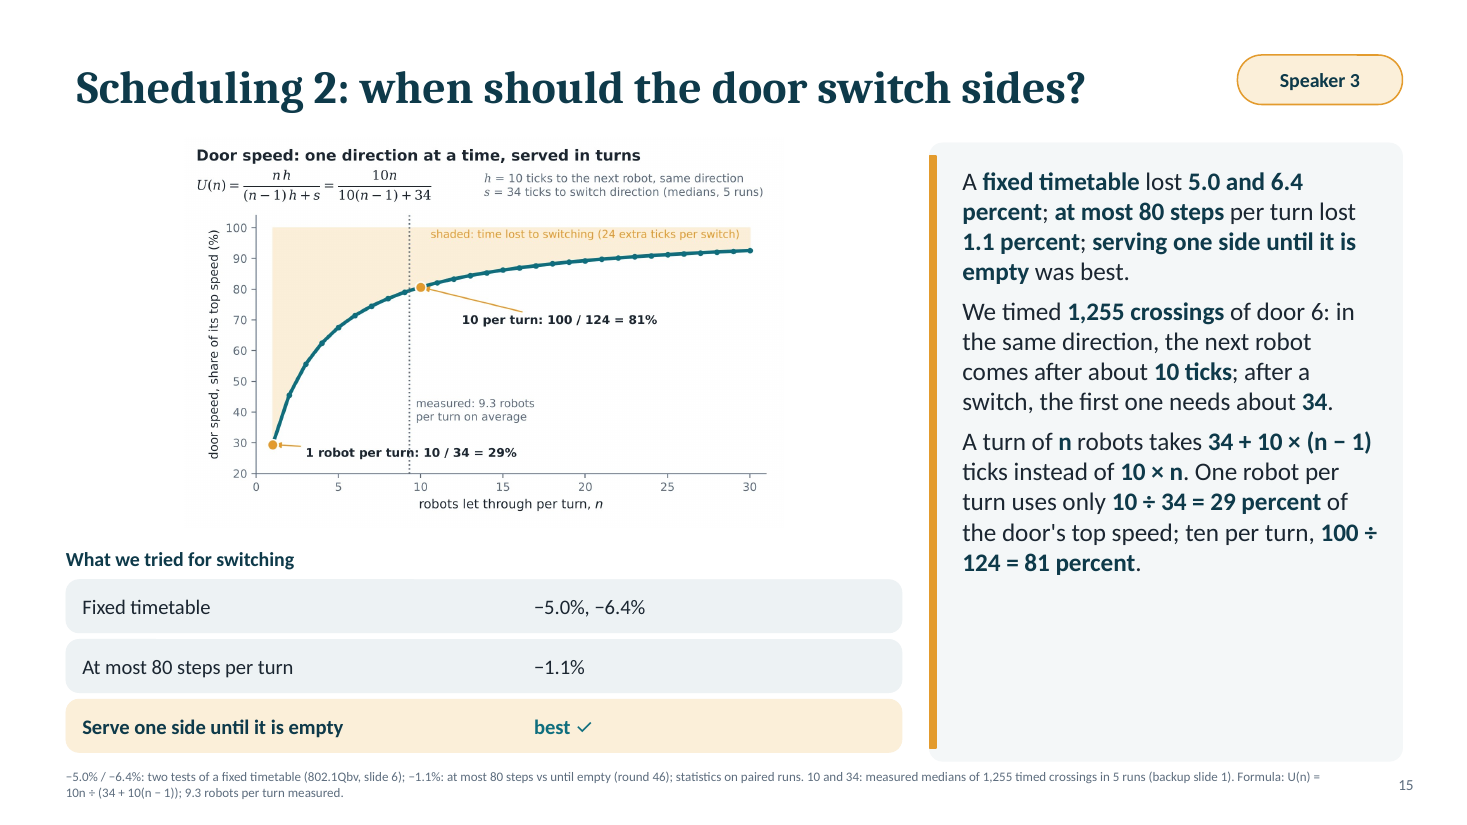 Scheduling 2: when should the door switch sides?
Speaker 3
Door speed: one direction at a time, served in turns
U(n) = n h / ((n − 1) h + s) = 10n / (10(n − 1) + 34)
h = 10 ticks to the next robot, same direction
s = 34 ticks to switch direction (medians, 5 runs)
door speed, share of its top speed (%)
100
90
80
70
60
50
40
30
20
shaded: time lost to switching (24 extra ticks per switch)
10 per turn: 100 / 124 = 81%
measured: 9.3 robots
per turn on average
1 robot per turn: 10 / 34 = 29%
0 5 10 15 20 25 30
robots let through per turn, n
What we tried for switching
Fixed timetable −5.0%, −6.4%
At most 80 steps per turn −1.1%
Serve one side until it is empty best ✓
A fixed timetable lost 5.0 and 6.4
percent; at most 80 steps per turn lost
1.1 percent; serving one side until it is
empty was best.
We timed 1,255 crossings of door 6: in
the same direction, the next robot
comes after about 10 ticks; after a
switch, the first one needs about 34.
A turn of n robots takes 34 + 10 × (n − 1)
ticks instead of 10 × n. One robot per
turn uses only 10 ÷ 34 = 29 percent of
the door's top speed; ten per turn, 100 ÷
124 = 81 percent.
−5.0% / −6.4%: two tests of a fixed timetable (802.1Qbv, slide 6); −1.1%: at most 80 steps vs until empty (round 46); statistics on paired runs. 10 and 34: measured medians of 1,255 timed crossings in 5 runs (backup slide 1). Formula: U(n) =
10n ÷ (34 + 10(n − 1)); 9.3 robots per turn measured.
15